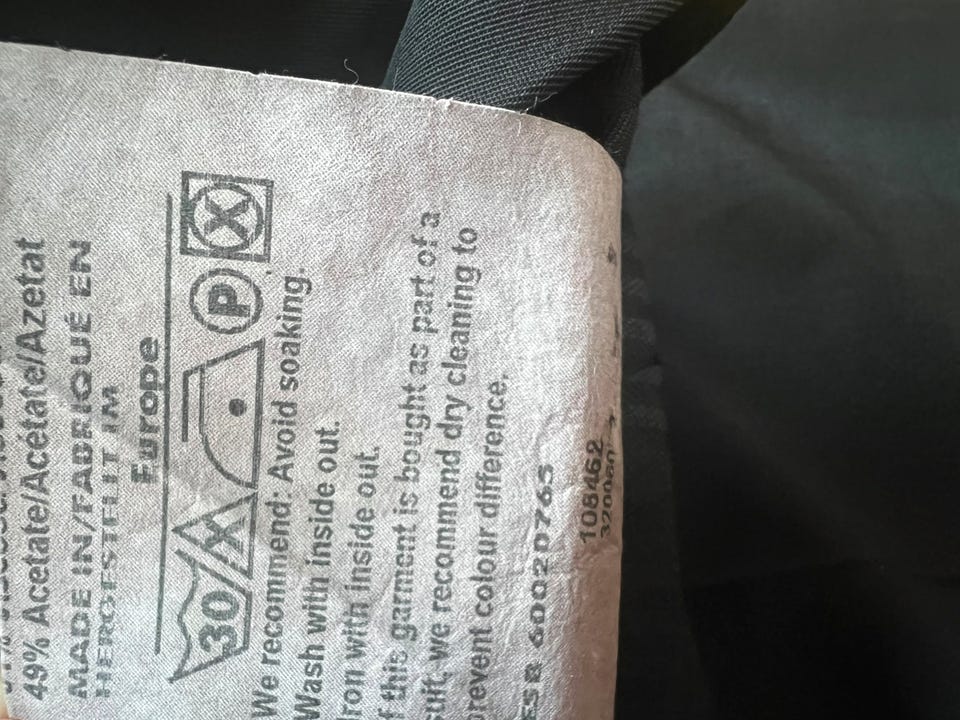 49% Acetate/Acétate/Azetat
MADE IN/FABRIQUÉ EN
HERGESTELLT IM
Europe
30 P
We recommend: Avoid soaking.
Wash with inside out.
Iron with inside out.
f this garment is bought as part of a
suit, we recommend dry cleaning to
prevent colour difference.
6002D765
108462